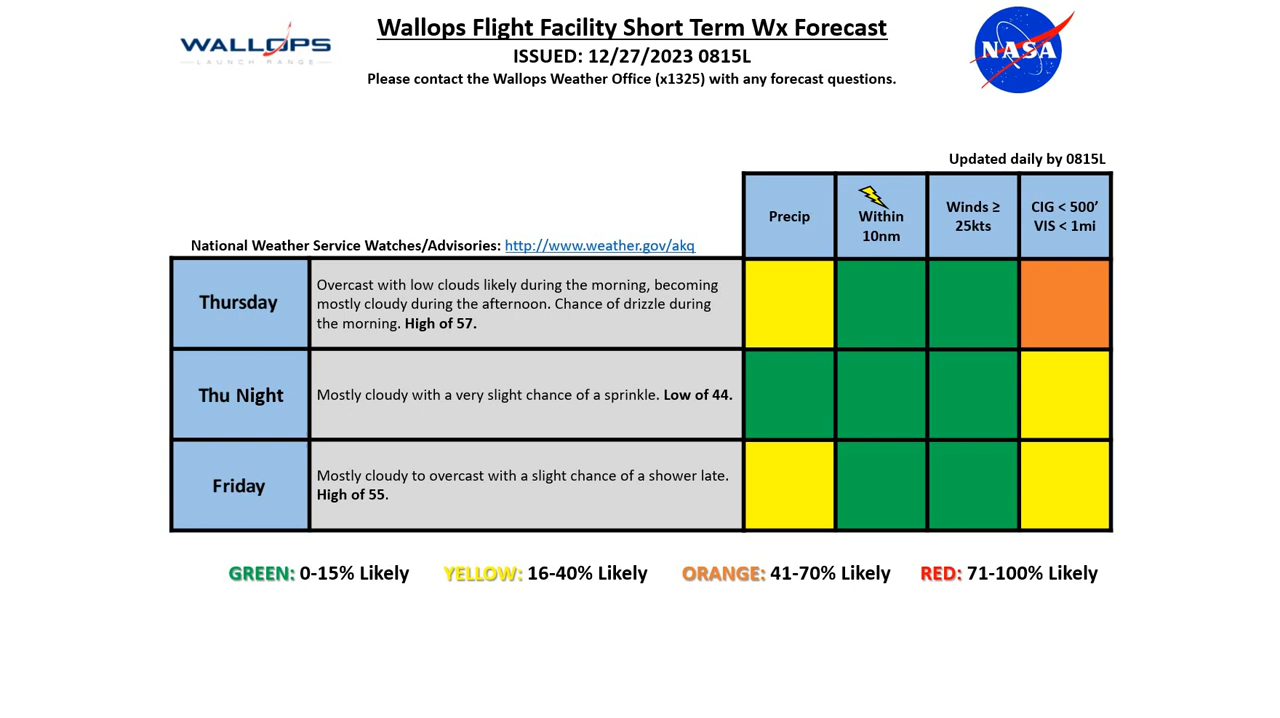 WALLOPS
LAUNCH RANGE
Wallops Flight Facility Short Term Wx Forecast
ISSUED: 12/27/2023 0815L
Please contact the Wallops Weather Office (x1325) with any forecast questions.
NASA
Updated daily by 0815L
National Weather Service Watches/Advisories: http://www.weather.gov/akq
Precip
Within
10nm
Winds ≥
25kts
CIG < 500’
VIS < 1mi
Thursday
Overcast with low clouds likely during the morning, becoming
mostly cloudy during the afternoon. Chance of drizzle during
the morning. High of 57.
Thu Night
Mostly cloudy with a very slight chance of a sprinkle. Low of 44.
Friday
Mostly cloudy to overcast with a slight chance of a shower late.
High of 55.
GREEN: 0-15% Likely YELLOW: 16-40% Likely ORANGE: 41-70% Likely RED: 71-100% Likely